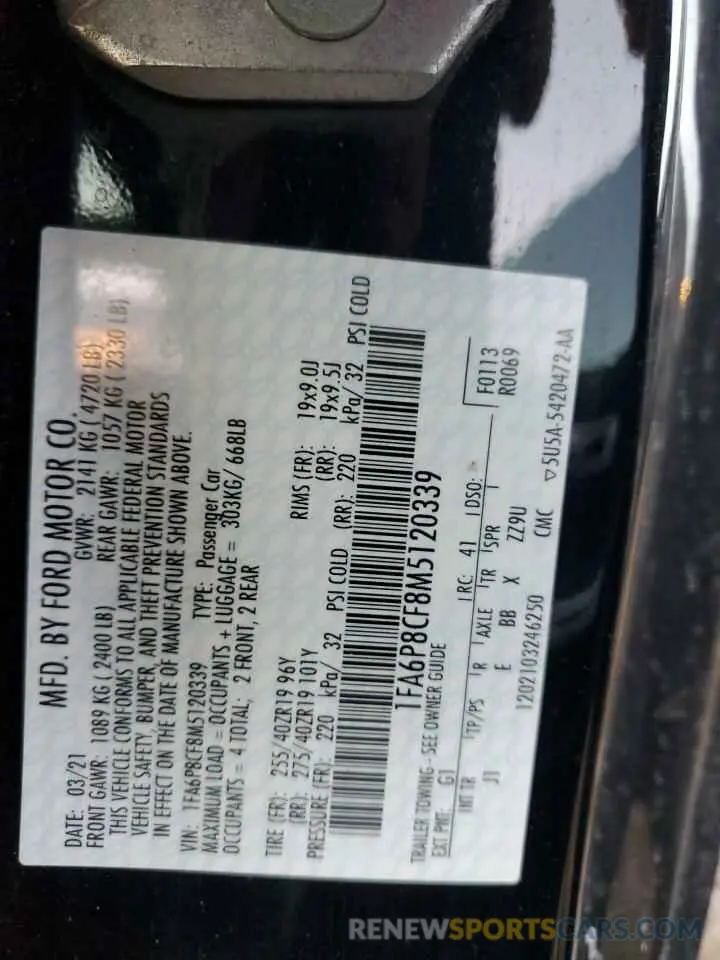 MFD. BY FORD MOTOR CO.
DATE: 03/21 GVWR: 2141 KG ( 4720 LB)
FRONT GAWR: 1089 KG ( 2400 LB) REAR GAWR: 1057 KG ( 2330 LB)
THIS VEHICLE CONFORMS TO ALL APPLICABLE FEDERAL MOTOR
VEHICLE SAFETY, BUMPER, AND THEFT PREVENTION STANDARDS
IN EFFECT ON THE DATE OF MANUFACTURE SHOWN ABOVE.
VIN: 1FA6P8CF8M5120339 TYPE: Passenger Car
MAXIMUM LOAD = OCCUPANTS + LUGGAGE = 303KG/ 668LB
OCCUPANTS = 4 TOTAL; 2 FRONT, 2 REAR
TIRE (FR): 255/40ZR19 96Y RIMS (FR): 19x9.0J
(RR): 275/40ZR19 101Y (RR): 19x9.5J
PRESSURE (FR): 220 kPa/ 32 PSI COLD (RR): 220 kPa/ 32 PSI COLD
1FA6P8CF8M5120339
TRAILER TOWING - SEE OWNER GUIDE
EXT PNT: G1 RC: 41 DSO:
INT TR TP/PS R AXLE TR SPR
J1 E BB X ZZ9U
F0113
R0069
1202103246250 CMC ▽5U5A-5420472-AA
RENEWSPORTSCARS.COM